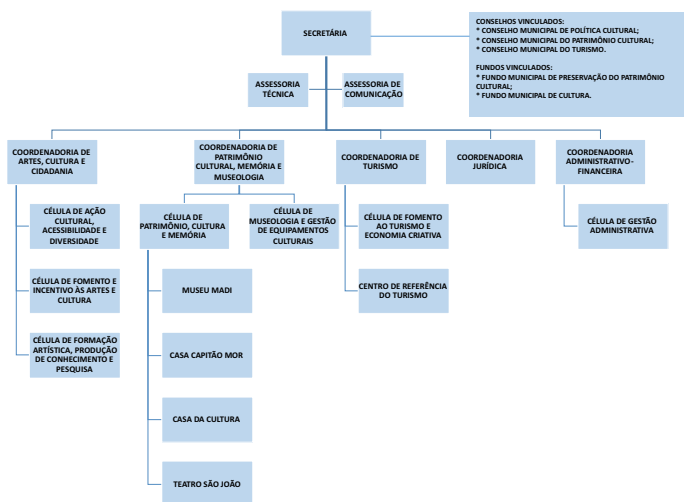 SECRETÁRIA
CONSELHOS VINCULADOS:
* CONSELHO MUNICIPAL DE POLÍTICA CULTURAL;
* CONSELHO MUNICIPAL DO PATRIMÔNIO CULTURAL;
* CONSELHO MUNICIPAL DO TURISMO.
FUNDOS VINCULADOS:
* FUNDO MUNICIPAL DE PRESERVAÇÃO DO PATRIMÔNIO
CULTURAL;
* FUNDO MUNICIPAL DE CULTURA.
ASSESSORIA
TÉCNICA
ASSESSORIA DE
COMUNICAÇÃO
COORDENADORIA DE
ARTES, CULTURA E
CIDADANIA
COORDENADORIA DE
PATRIMÔNIO
CULTURAL, MEMÓRIA E
MUSEOLOGIA
COORDENADORIA DE
TURISMO
COORDENADORIA
JURÍDICA
COORDENADORIA
ADMINISTRATIVO-
FINANCEIRA
CÉLULA DE AÇÃO
CULTURAL,
ACESSIBILIDADE E
DIVERSIDADE
CÉLULA DE
PATRIMÔNIO, CULTURA
E MEMÓRIA
CÉLULA DE
MUSEOLOGIA E GESTÃO
DE EQUIPAMENTOS
CULTURAIS
CÉLULA DE FOMENTO
AO TURISMO E
ECONOMIA CRIATIVA
CÉLULA DE GESTÃO
ADMINISTRATIVA
CÉLULA DE FOMENTO E
INCENTIVO ÀS ARTES E
CULTURA
MUSEU MADI
CENTRO DE REFERÊNCIA
DO TURISMO
CÉLULA DE FORMAÇÃO
ARTÍSTICA, PRODUÇÃO
DE CONHECIMENTO E
PESQUISA
CASA CAPITÃO MOR
CASA DA CULTURA
TEATRO SÃO JOÃO